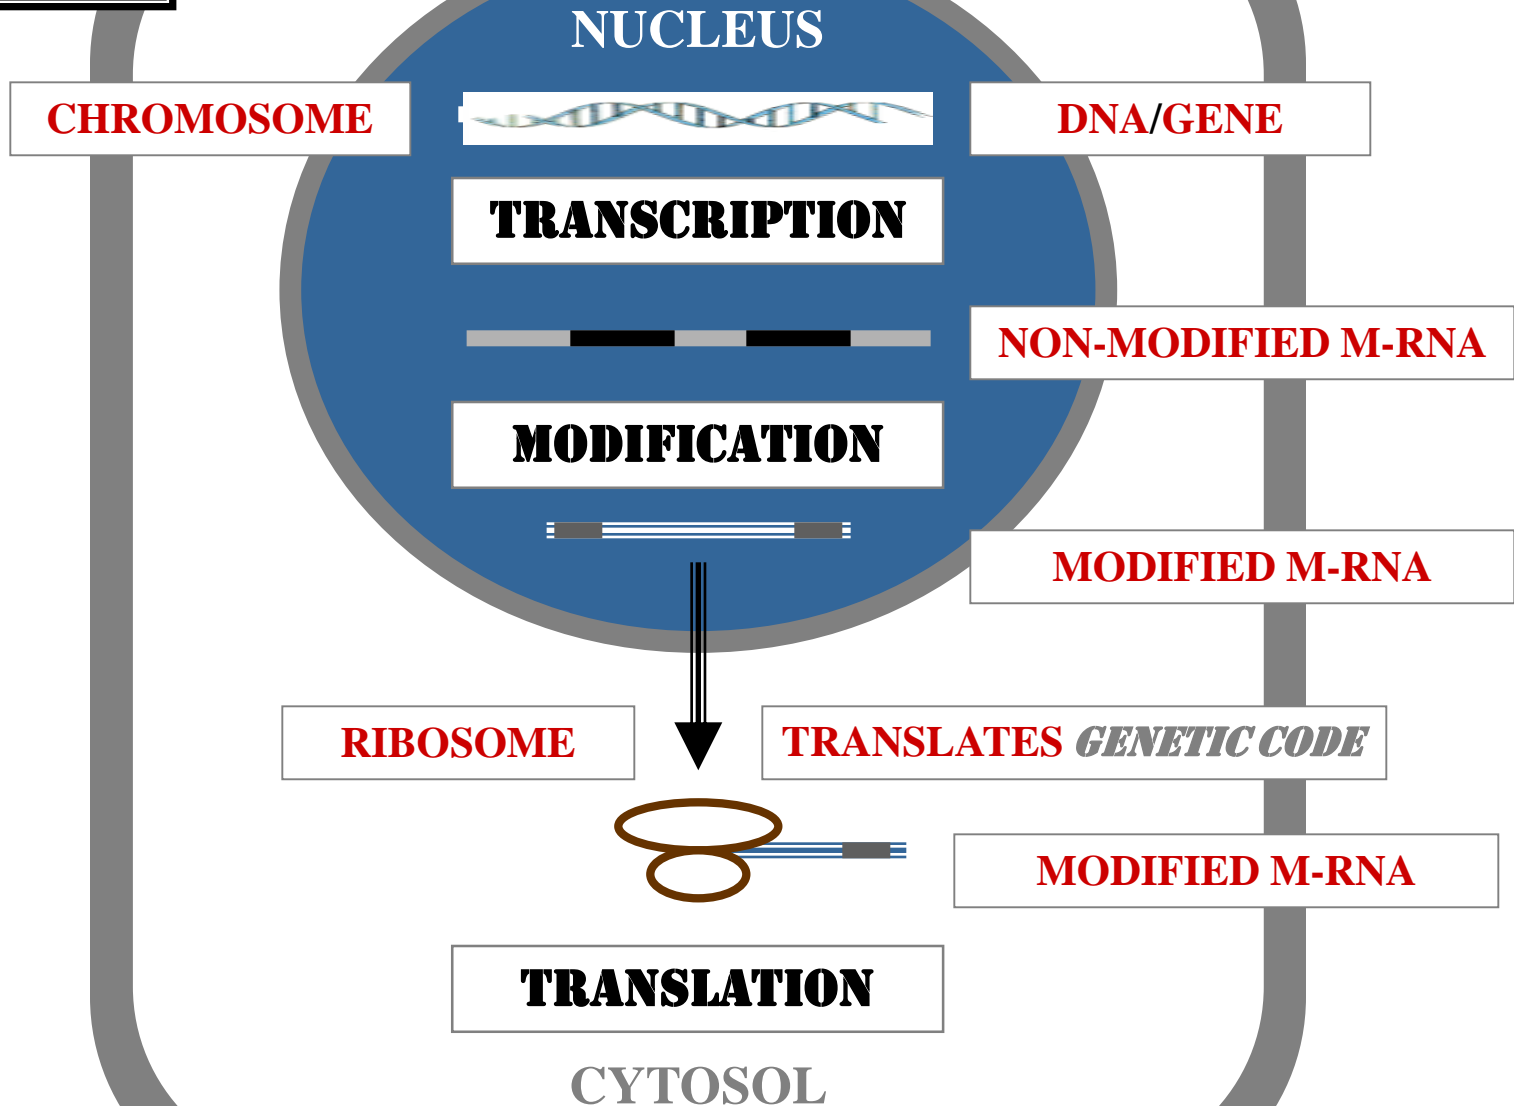 NUCLEUS
CHROMOSOME
DNA/GENE
TRANSCRIPTION
NON-MODIFIED M-RNA
MODIFICATION
MODIFIED M-RNA
RIBOSOME
TRANSLATES GENETIC CODE
MODIFIED M-RNA
TRANSLATION
CYTOSOL